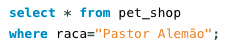 select * from pet_shop
where raca="Pastor Alemão";